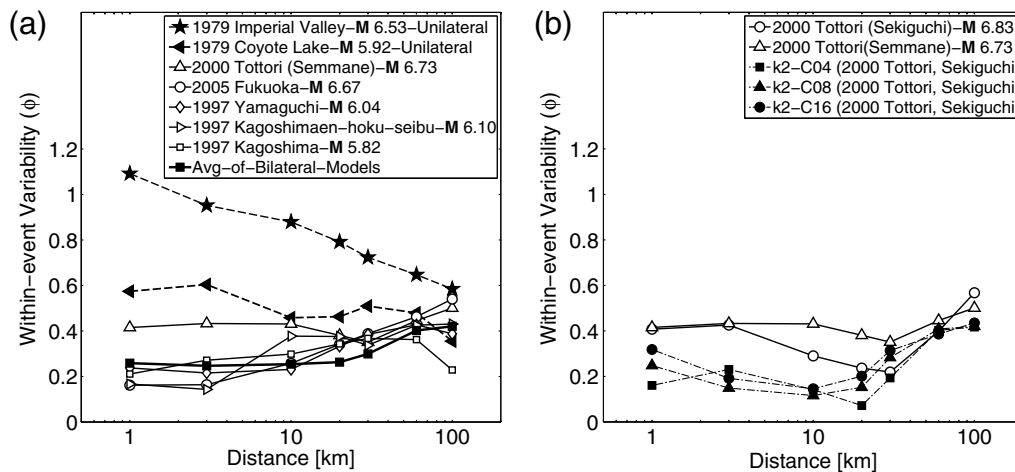 (a)
1979 Imperial Valley−M 6.53−Unilateral
1979 Coyote Lake−M 5.92−Unilateral
2000 Tottori (Semmane)−M 6.73
2005 Fukuoka−M 6.67
1997 Yamaguchi−M 6.04
1997 Kagoshimaen−hoku−seibu−M 6.10
1997 Kagoshima−M 5.82
Avg−of−Bilateral−Models
Within−event Variability (ϕ)
1.2
1
0.8
0.6
0.4
0.2
0
1
10
100
Distance [km]
(b)
2000 Tottori (Sekiguchi)−M 6.83
2000 Tottori(Semmane)−M 6.73
k2−C04 (2000 Tottori, Sekiguchi
k2−C08 (2000 Tottori, Sekiguchi
k2−C16 (2000 Tottori, Sekiguchi
Within−event Variability (ϕ)
1.2
1
0.8
0.6
0.4
0.2
0
1
10
100
Distance [km]